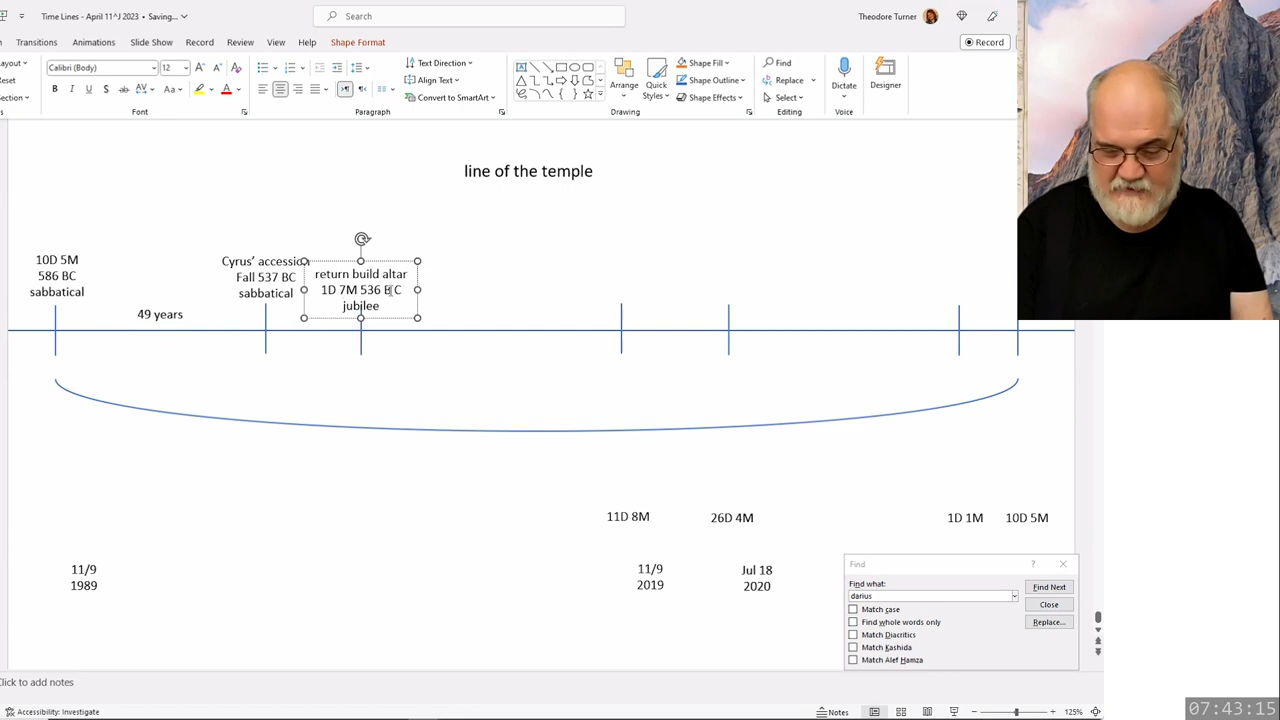 Time Lines - April 11^J 2023 • Saving...
Search
Theodore Turner
Transitions
Animations
Slide Show
Record
Review
View
Help
Shape Format
Record
ayout
Reset
ection
Calibri (Body)
12
Text Direction
Align Text
Convert to SmartArt
Arrange
Quick
Styles
Shape Fill
Shape Outline
Shape Effects
Find
Replace
Select
Dictate
Designer
Font
Paragraph
Drawing
Editing
Voice
line of the temple
10D 5M
586 BC
sabbatical
49 years
Cyrus' accession
Fall 537 BC
sabbatical
return build altar
1D 7M 536 BC
jubilee
11D 8M
26D 4M
1D 1M
10D 5M
11/9
1989
11/9
2019
Jul 18
2020
Find
Find what:
darius
Match case
Find whole words only
Match Diacritics
Match Kashida
Match Alef Hamza
Find Next
Close
Replace...
Click to add notes
Accessibility: Investigate
Notes
125%
07:43:15